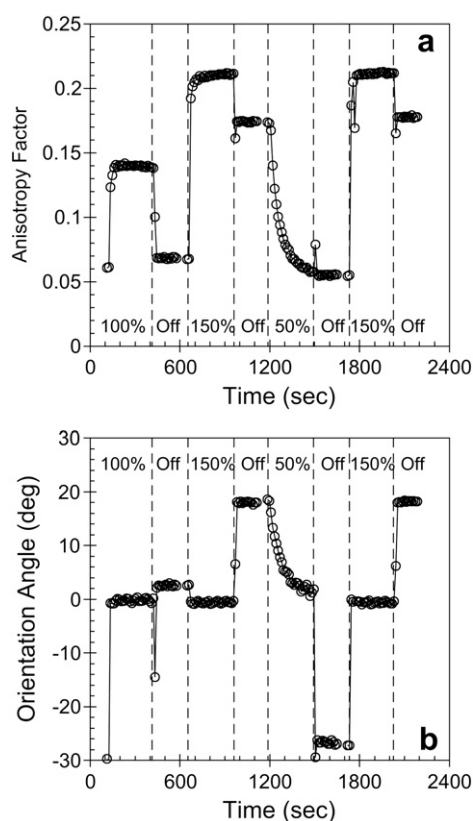 0.25
a
0.20
0.15
0.1
0.05
0
Anisotropy Factor
100% Off 150% Off 50% Off 150% Off
0 600 1200 1800 2400
Time (sec)
30
100% Off 150% Off 50% Off 150% Off
20
10
0
-10
-20
-30
Orientation Angle (deg)
b
0 600 1200 1800 2400
Time (sec)